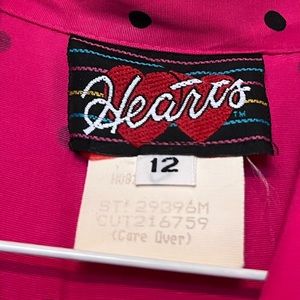 Hearts
TM
12
ST# 29396M
CUT216759
(Care Over)